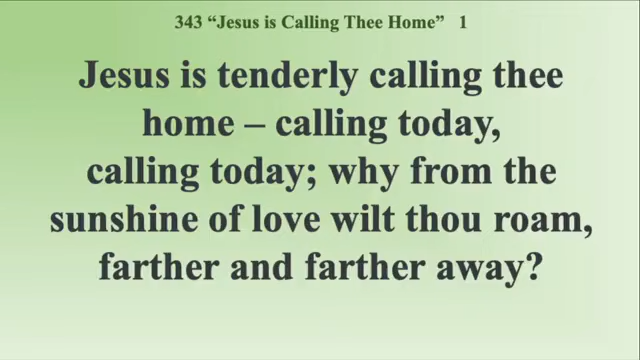 343 “Jesus is Calling Thee Home” 1
Jesus is tenderly calling thee
home – calling today,
calling today; why from the
sunshine of love wilt thou roam,
farther and farther away?